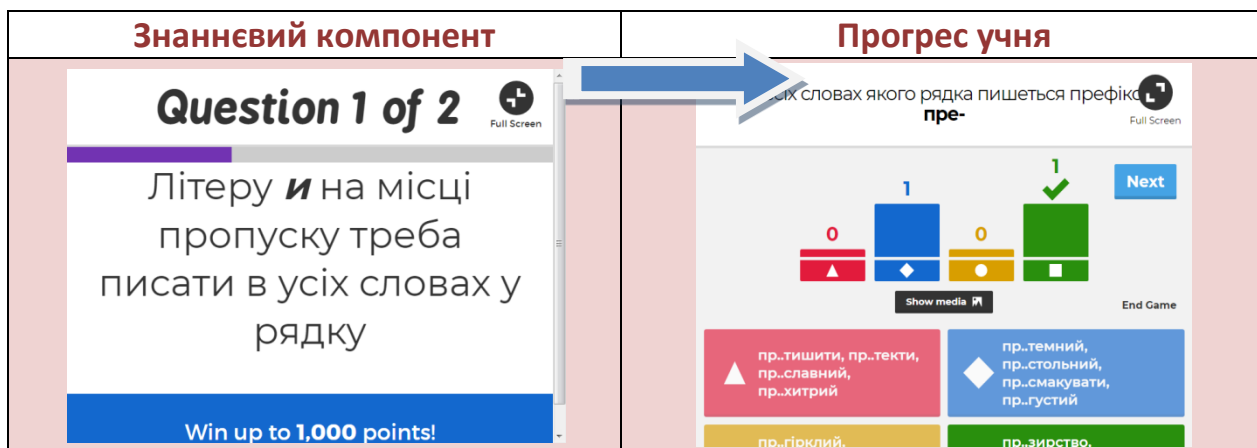 Знаннєвий компонент
Прогрес учня
Question 1 of 2
Full Screen
Літеру и на місці
пропуску треба
писати в усіх словах у
рядку
Win up to 1,000 points!
словах якого рядка пишеться префікс
пре-
Full Screen
0
1
0
1
Next
Show media
End Game
пр..тишити, пр..текти,
пр..славний,
пр..хитрий
пр..темний,
пр..стольний,
пр..смакувати,
пр..густий
пр..гірклий,
пр..зирство,